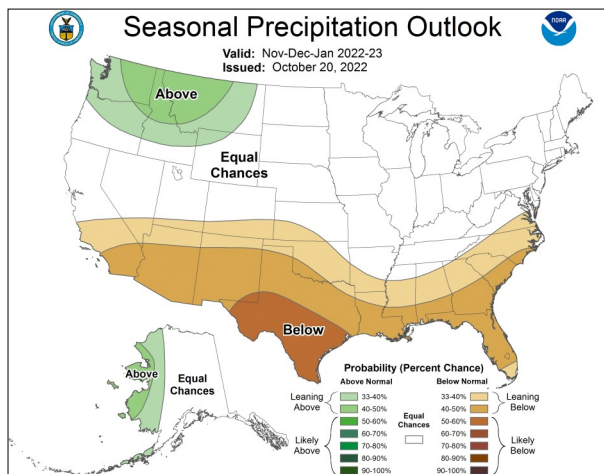 Seasonal Precipitation Outlook
Valid: Nov-Dec-Jan 2022-23
Issued: October 20, 2022
NOAA
Above
Equal
Chances
Below
Above
Equal
Chances
Probability (Percent Chance)
Above Normal
Below Normal
Leaning
Above
33-40%
40-50%
Likely
Above
50-60%
60-70%
70-80%
80-90%
90-100%
Equal
Chances
33-40%
40-50%
Leaning
Below
50-60%
60-70%
70-80%
80-90%
90-100%
Likely
Below